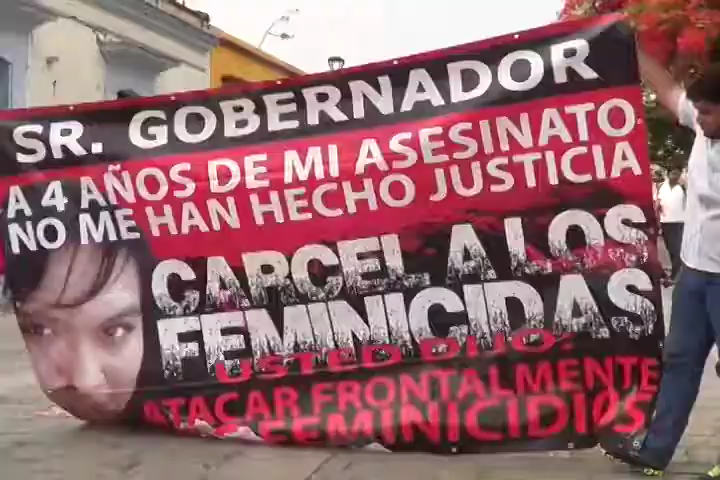 SR. GOBERNADOR
A 4 AÑOS DE MI ASESINATO
NO ME HAN HECHO JUSTICIA
CARCEL A LOS
FEMINICIDAS
USTED DIJO:
ATACAR FRONTALMENTE
FEMINICIDIOS